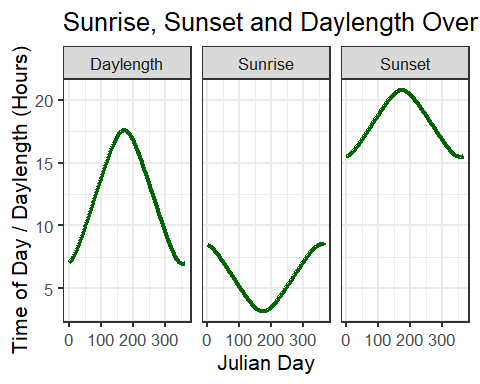 Sunrise, Sunset and Daylength Over
Daylength Sunrise Sunset
Time of Day / Daylength (Hours)
20
15
10
5
0 100 200 300 0 100 200 300 0 100 200 300
Julian Day